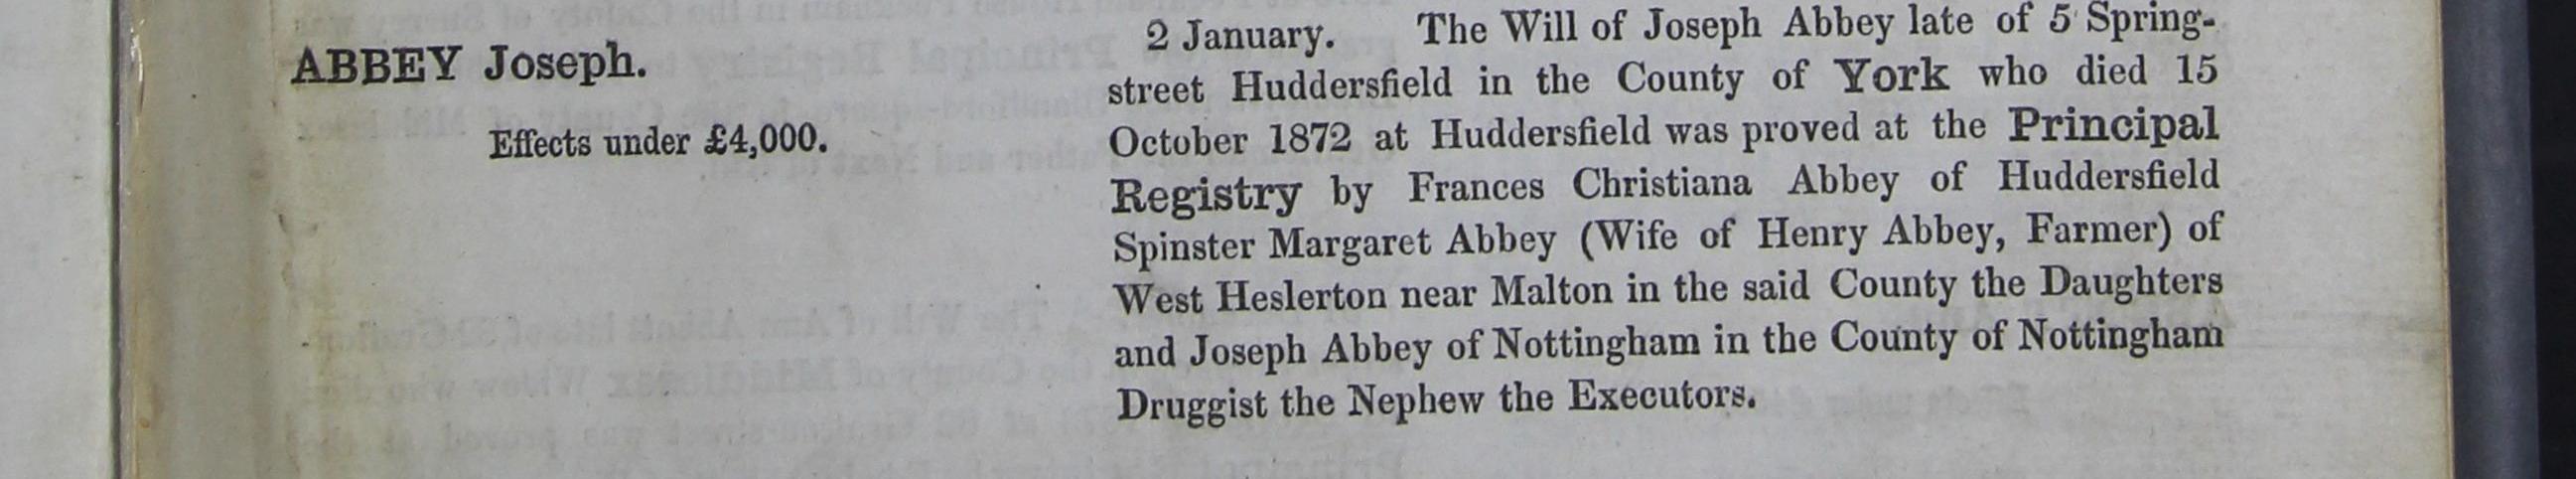 ABBEY Joseph.
Effects under £4,000.
2 January. The Will of Joseph Abbey late of 5 Spring-
street Huddersfield in the County of York who died 15
October 1872 at Huddersfield was proved at the Principal
Registry by Frances Christiana Abbey of Huddersfield
Spinster Margaret Abbey (Wife of Henry Abbey, Farmer) of
West Heslerton near Malton in the said County the Daughters
and Joseph Abbey of Nottingham in the County of Nottingham
Druggist the Nephew the Executors.